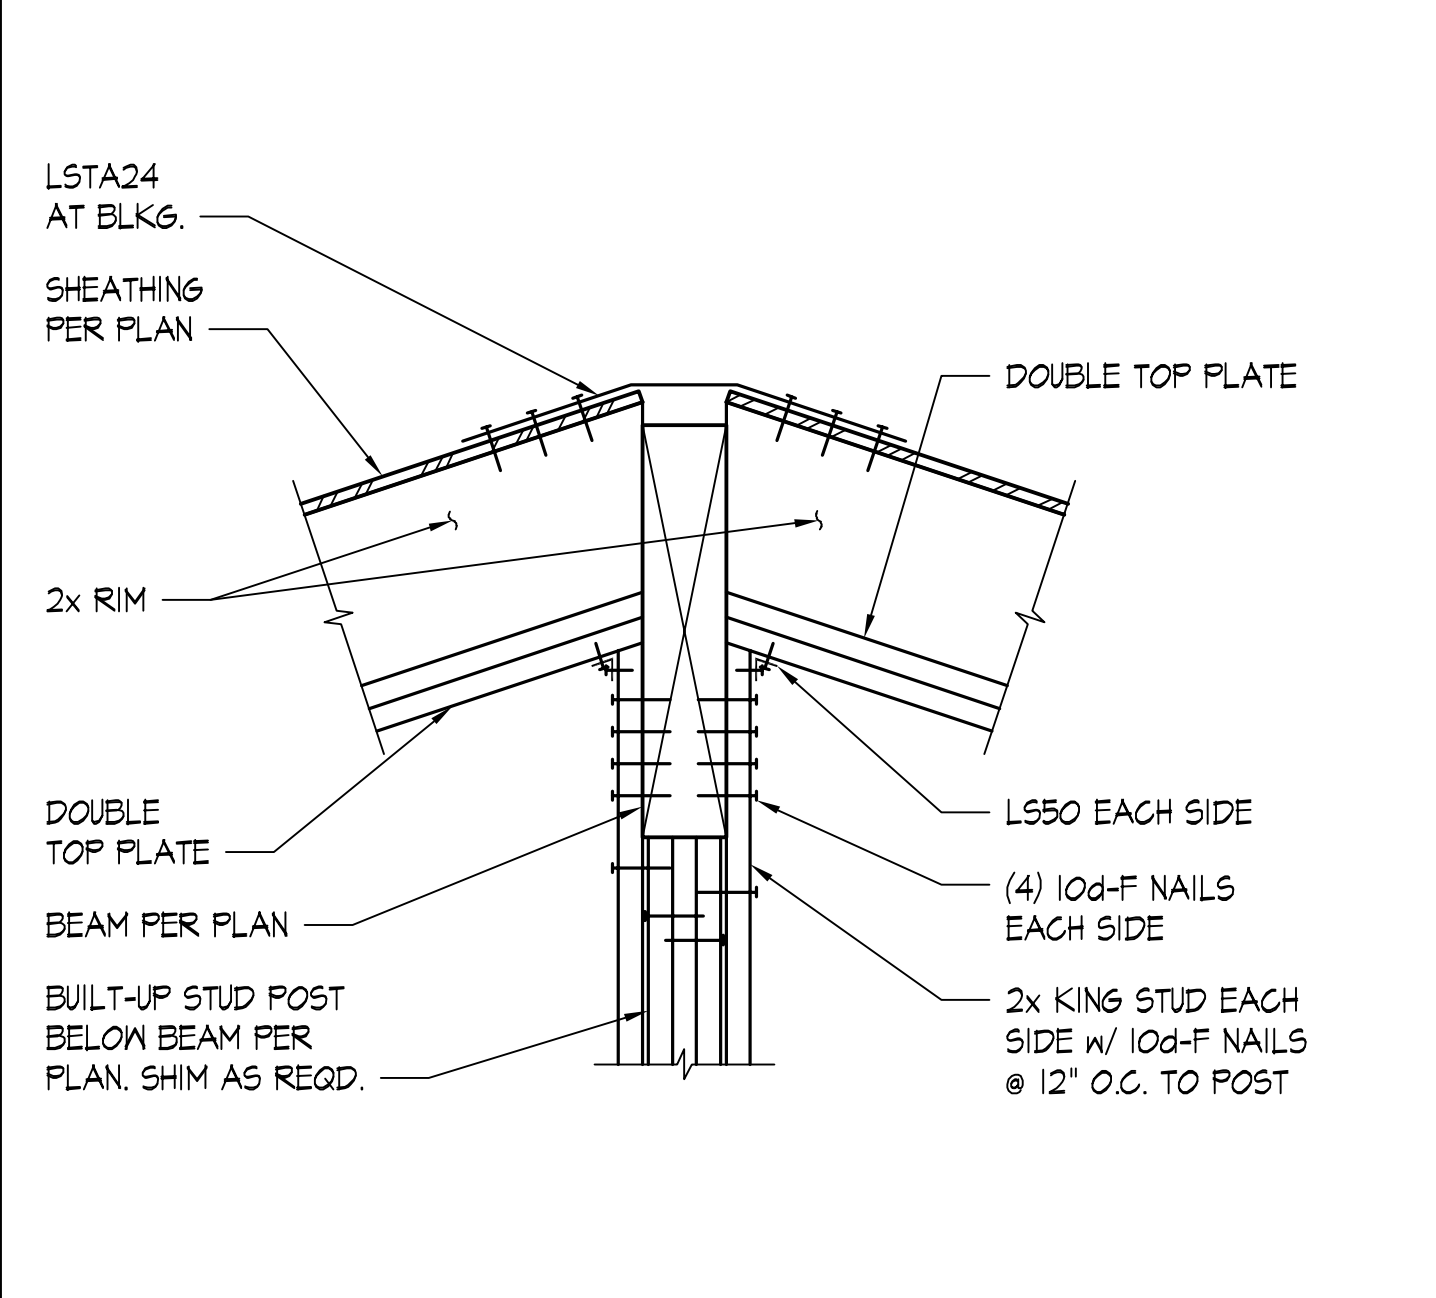 LSTA24
AT BLKG.
SHEATHING
PER PLAN
2x RIM
DOUBLE
TOP PLATE
BEAM PER PLAN
BUILT-UP STUD POST
BELOW BEAM PER
PLAN. SHIM AS REQD.
DOUBLE TOP PLATE
LS50 EACH SIDE
(4) 10d-F NAILS
EACH SIDE
2x KING STUD EACH
SIDE w/ 10d-F NAILS
@ 12" O.C. TO POST